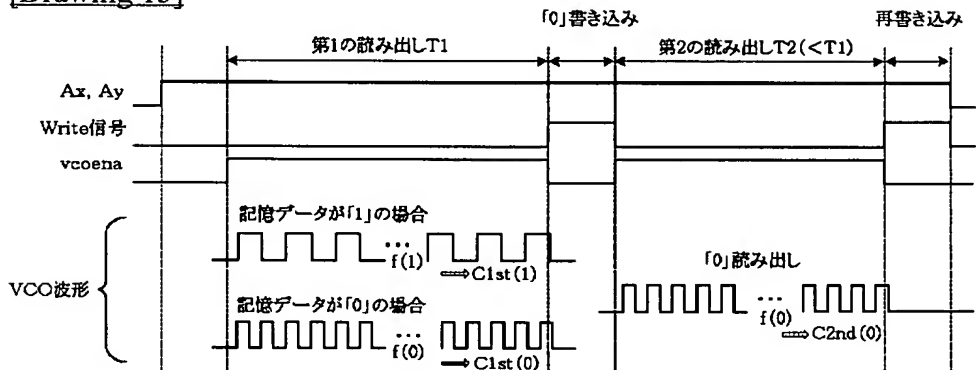 [Drawing 15]
「0」書き込み
再書き込み
第1の読み出しT1
第2の読み出しT2(<T1)
Ax, Ay
Write信号
vcoena
記憶データが「1」の場合
… f(1)
⇒C1st(1)
「0」読み出し
VCO波形
記憶データが「0」の場合
… f(0)
⇒C1st(0)
… f(0)
⇒C2nd(0)